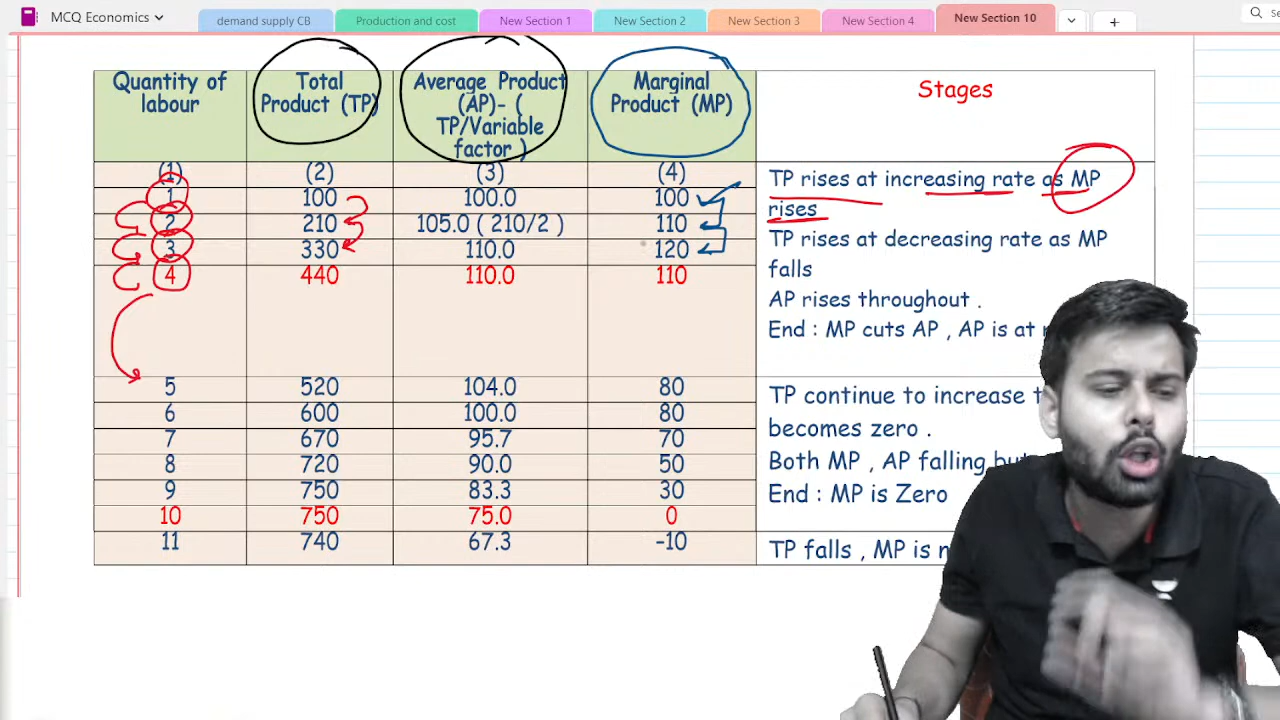 MCQ Economics
demand supply CB
Production and cost
New Section 1
New Section 2
New Section 3
New Section 4
New Section 10
Quantity of labour
Total Product (TP)
Average Product (AP)- ( TP/Variable factor )
Marginal Product (MP)
Stages
(1) (2) (3) (4)
1 100 100.0 100
2 210 105.0 ( 210/2 ) 110
3 330 110.0 120
4 440 110.0 110
TP rises at increasing rate as MP
rises
TP rises at decreasing rate as MP
falls
AP rises throughout .
End : MP cuts AP , AP is at
5 520 104.0 80
6 600 100.0 80
7 670 95.7 70
8 720 90.0 50
9 750 83.3 30
10 750 75.0 0
TP continue to increase
becomes zero .
Both MP , AP falling but
End : MP is Zero
11 740 67.3 -10
TP falls , MP is